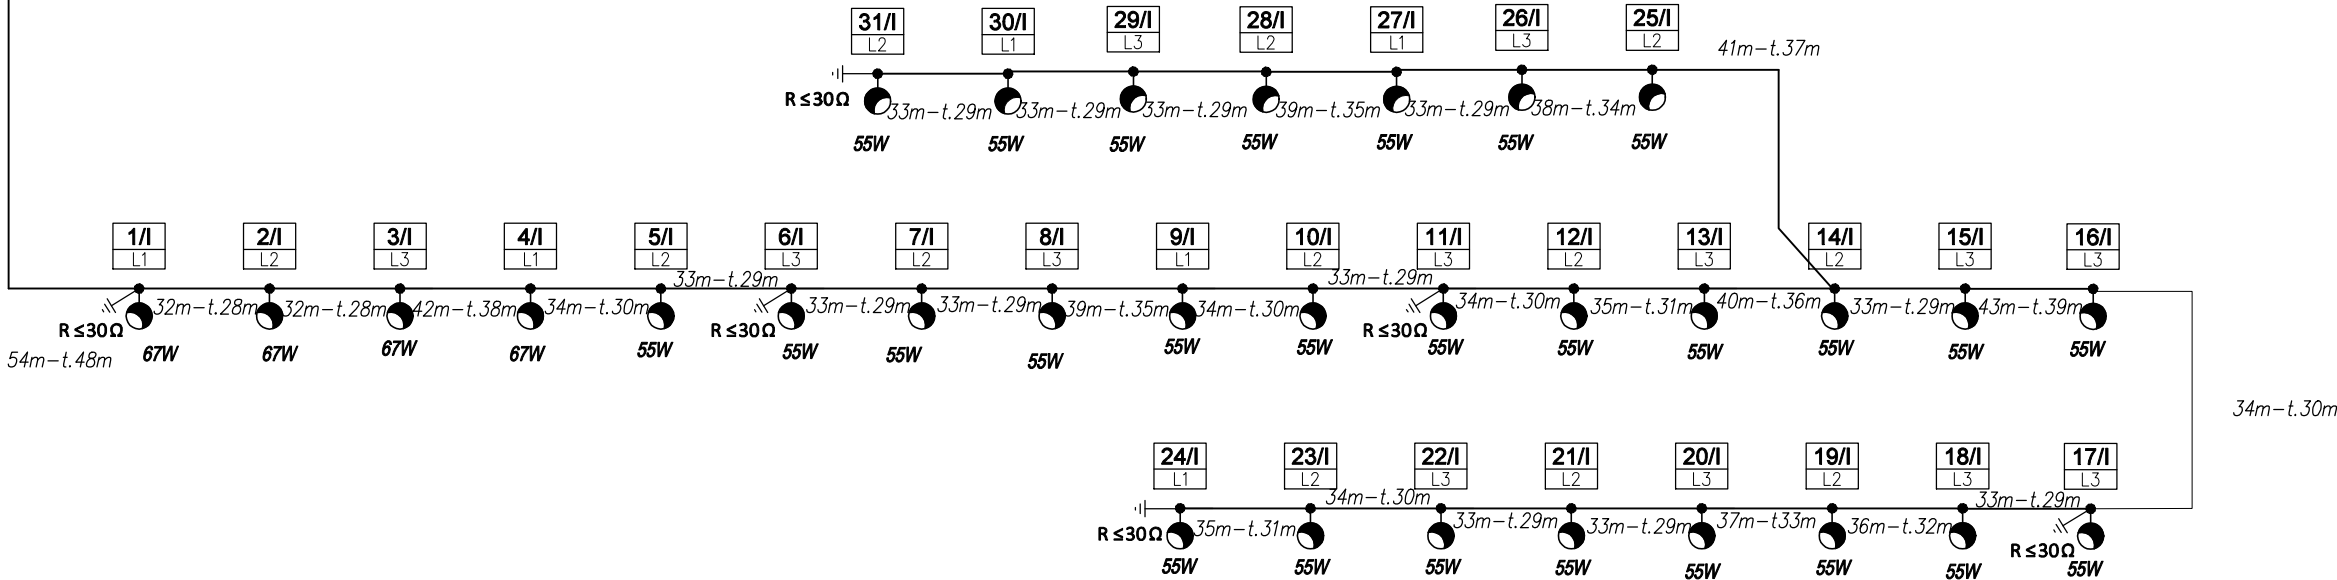 31/I 30/I 29/I 28/I 27/I 26/I 25/I
L2 L1 L3 L2 L1 L3 L2
41m–t.37m
R ≤30Ω 33m–t.29m 33m–t.29m 33m–t.29m 39m–t.35m 33m–t.29m 38m–t.34m
55W 55W 55W 55W 55W 55W 55W
1/I 2/I 3/I 4/I 5/I 6/I 7/I 8/I 9/I 10/I 11/I 12/I 13/I 14/I 15/I 16/I
L1 L2 L3 L1 L2 L3 L2 L3 L1 L2 L3 L2 L3 L2 L3 L3
33m–t.29m 33m–t.29m
32m–t.28m 32m–t.28m 42m–t.38m 34m–t.30m 33m–t.29m 33m–t.29m 39m–t.35m 34m–t.30m 34m–t.30m 35m–t.31m 40m–t.36m 33m–t.29m 43m–t.39m
R ≤30Ω R ≤30Ω R ≤30Ω
54m–t.48m 67W 67W 67W 67W 55W 55W 55W 55W 55W 55W 55W 55W 55W 55W 55W 55W
34m–t.30m
24/I 23/I 22/I 21/I 20/I 19/I 18/I 17/I
L1 L2 L3 L2 L3 L2 L3 L3
34m–t.30m 33m–t.29m
R ≤30Ω 35m–t.31m 33m–t.29m 33m–t.29m 37m–t33m 36m–t.32m R ≤30Ω
55W 55W 55W 55W 55W 55W 55W 55W